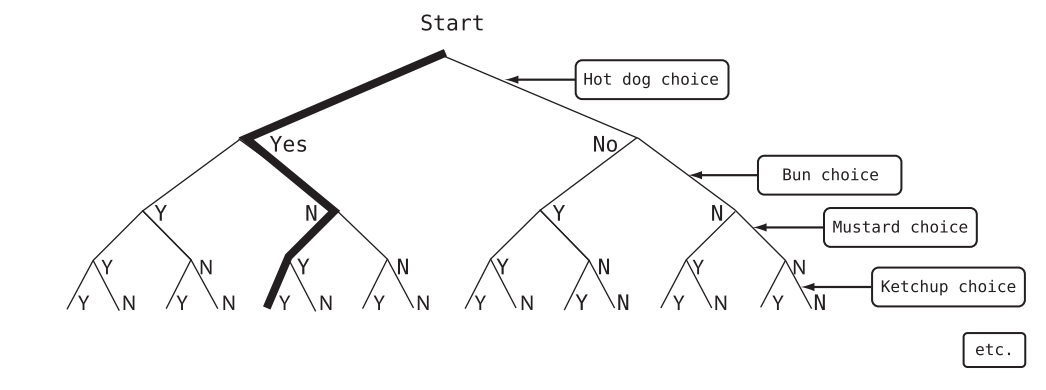 Start
Hot dog choice
Yes
No
Bun choice
Y N Y N
Mustard choice
Y N Y N Y N Y N
Ketchup choice
Y N Y N Y N Y N Y N Y N Y N Y N
etc.